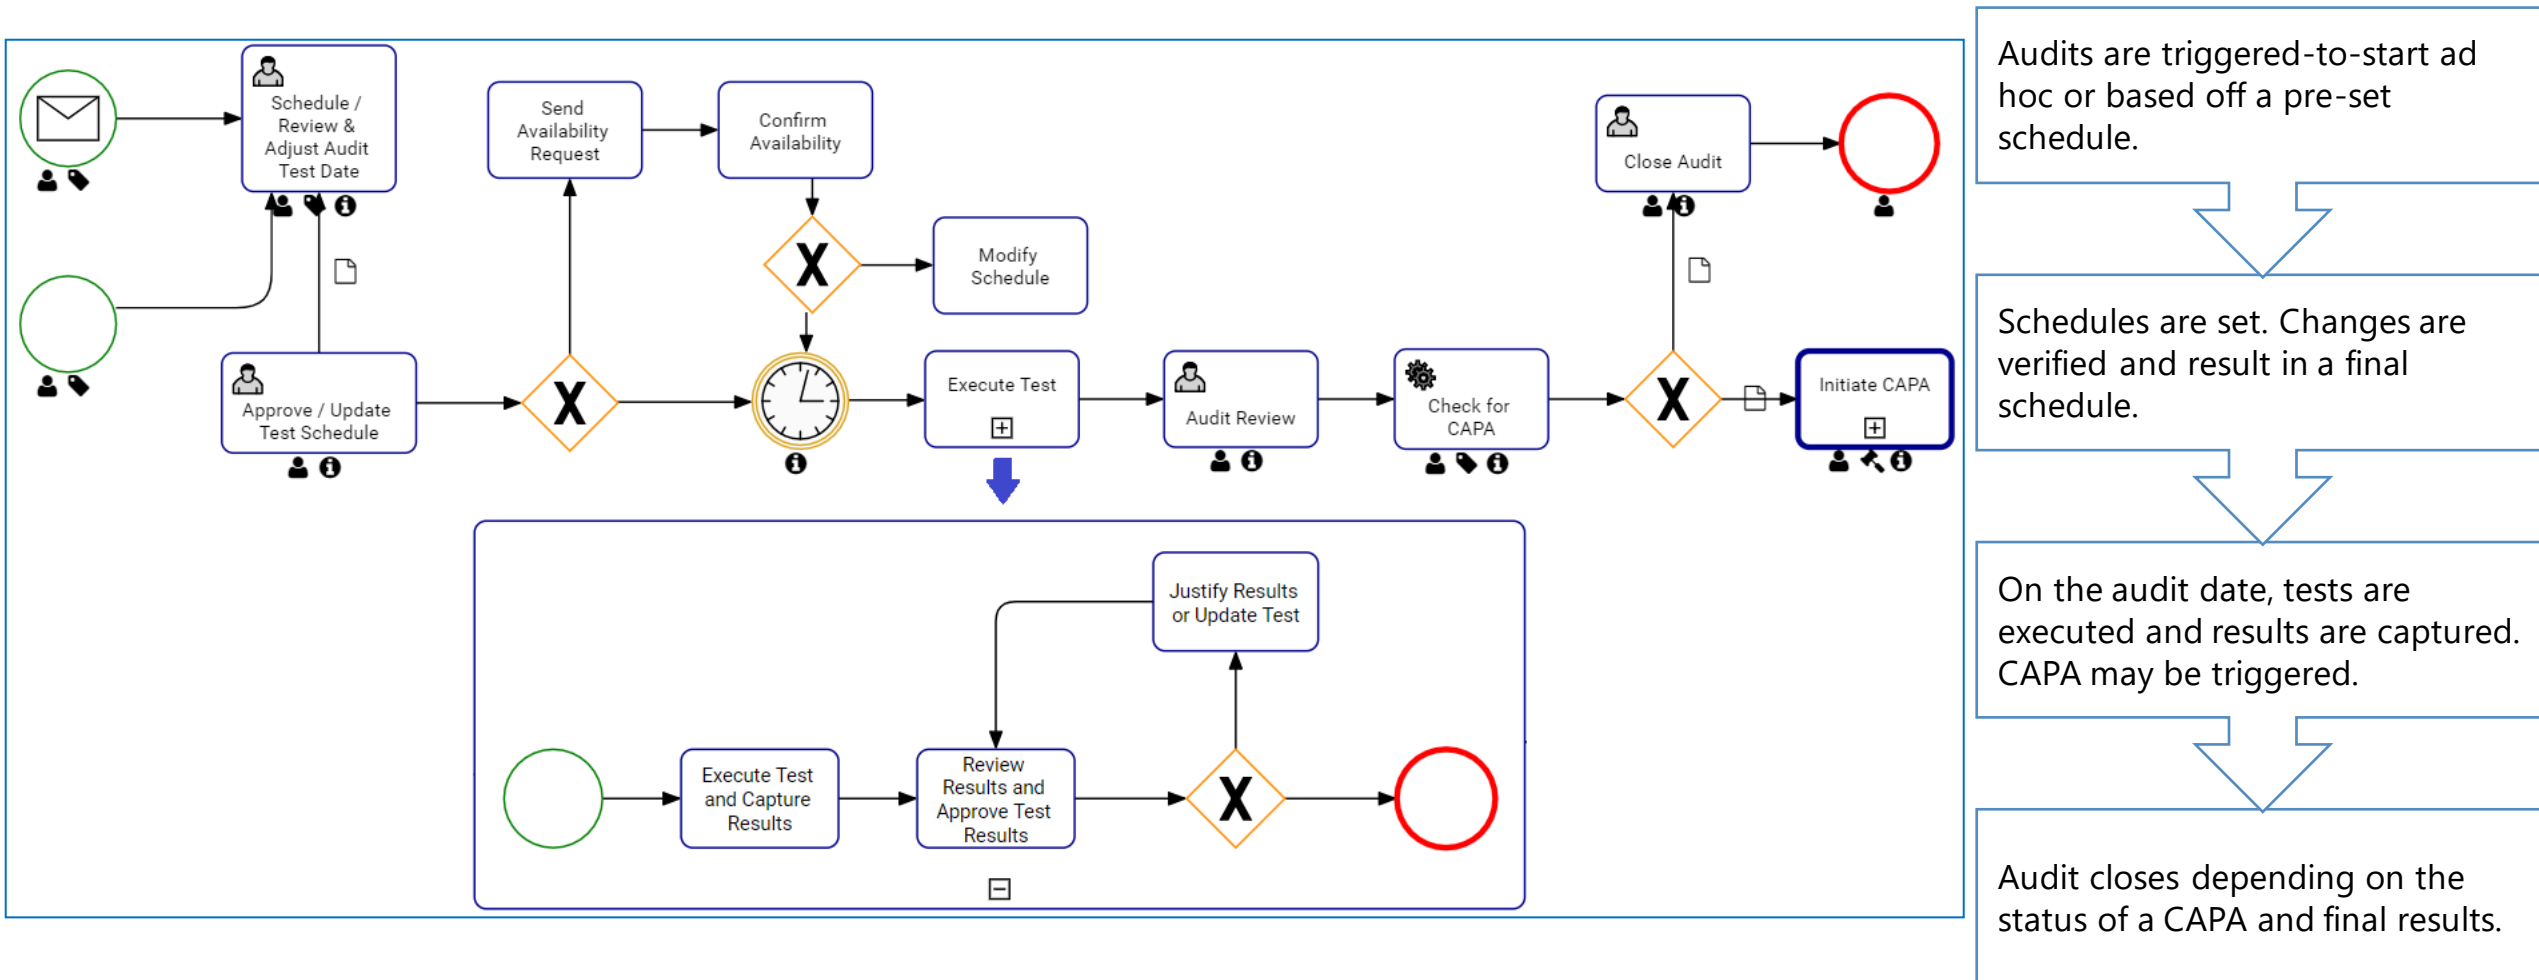 Schedule /
Review &
Adjust Audit
Test Date
Send
Availability
Request
Confirm
Availability
Modify
Schedule
Close Audit
Approve / Update
Test Schedule
X
X
Execute Test
Audit Review
Check for
CAPA
X
Initiate CAPA
Justify Results
or Update Test
Execute Test
and Capture
Results
Review
Results and
Approve Test
Results
X
Audits are triggered-to-start ad
hoc or based off a pre-set
schedule.
Schedules are set. Changes are
verified and result in a final
schedule.
On the audit date, tests are
executed and results are captured.
CAPA may be triggered.
Audit closes depending on the
status of a CAPA and final results.